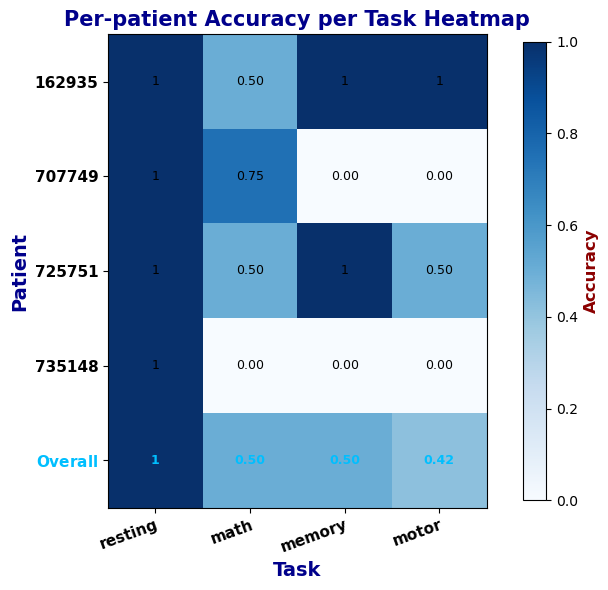 Per-patient Accuracy per Task Heatmap
162935 1 0.50 1 1
707749 1 0.75 0.00 0.00
725751 1 0.50 1 0.50
735148 1 0.00 0.00 0.00
Overall 1 0.50 0.50 0.42
resting math memory motor
Task
Patient
1.0
0.8
0.6
0.4
0.2
0.0
Accuracy